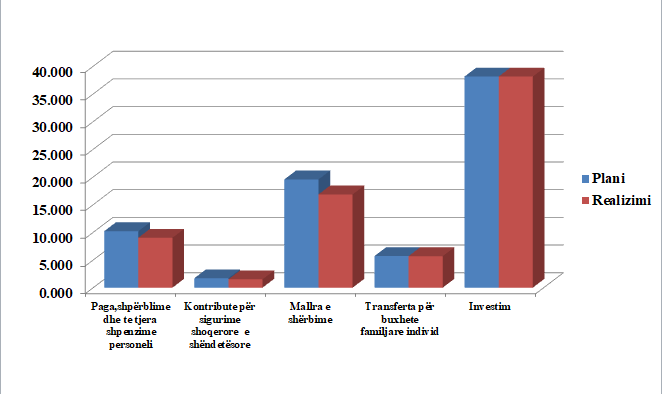 40.000
35.000
30.000
25.000
20.000
15.000
10.000
5.000
0.000
Paga,shpërblime
dhe te tjera
shpenzime
personeli
Kontribute për
sigurime
shoqerore e
shëndetësore
Mallra e
shërbime
Transferta për
buxhete
familjare individ
Investim
Plani
Realizimi